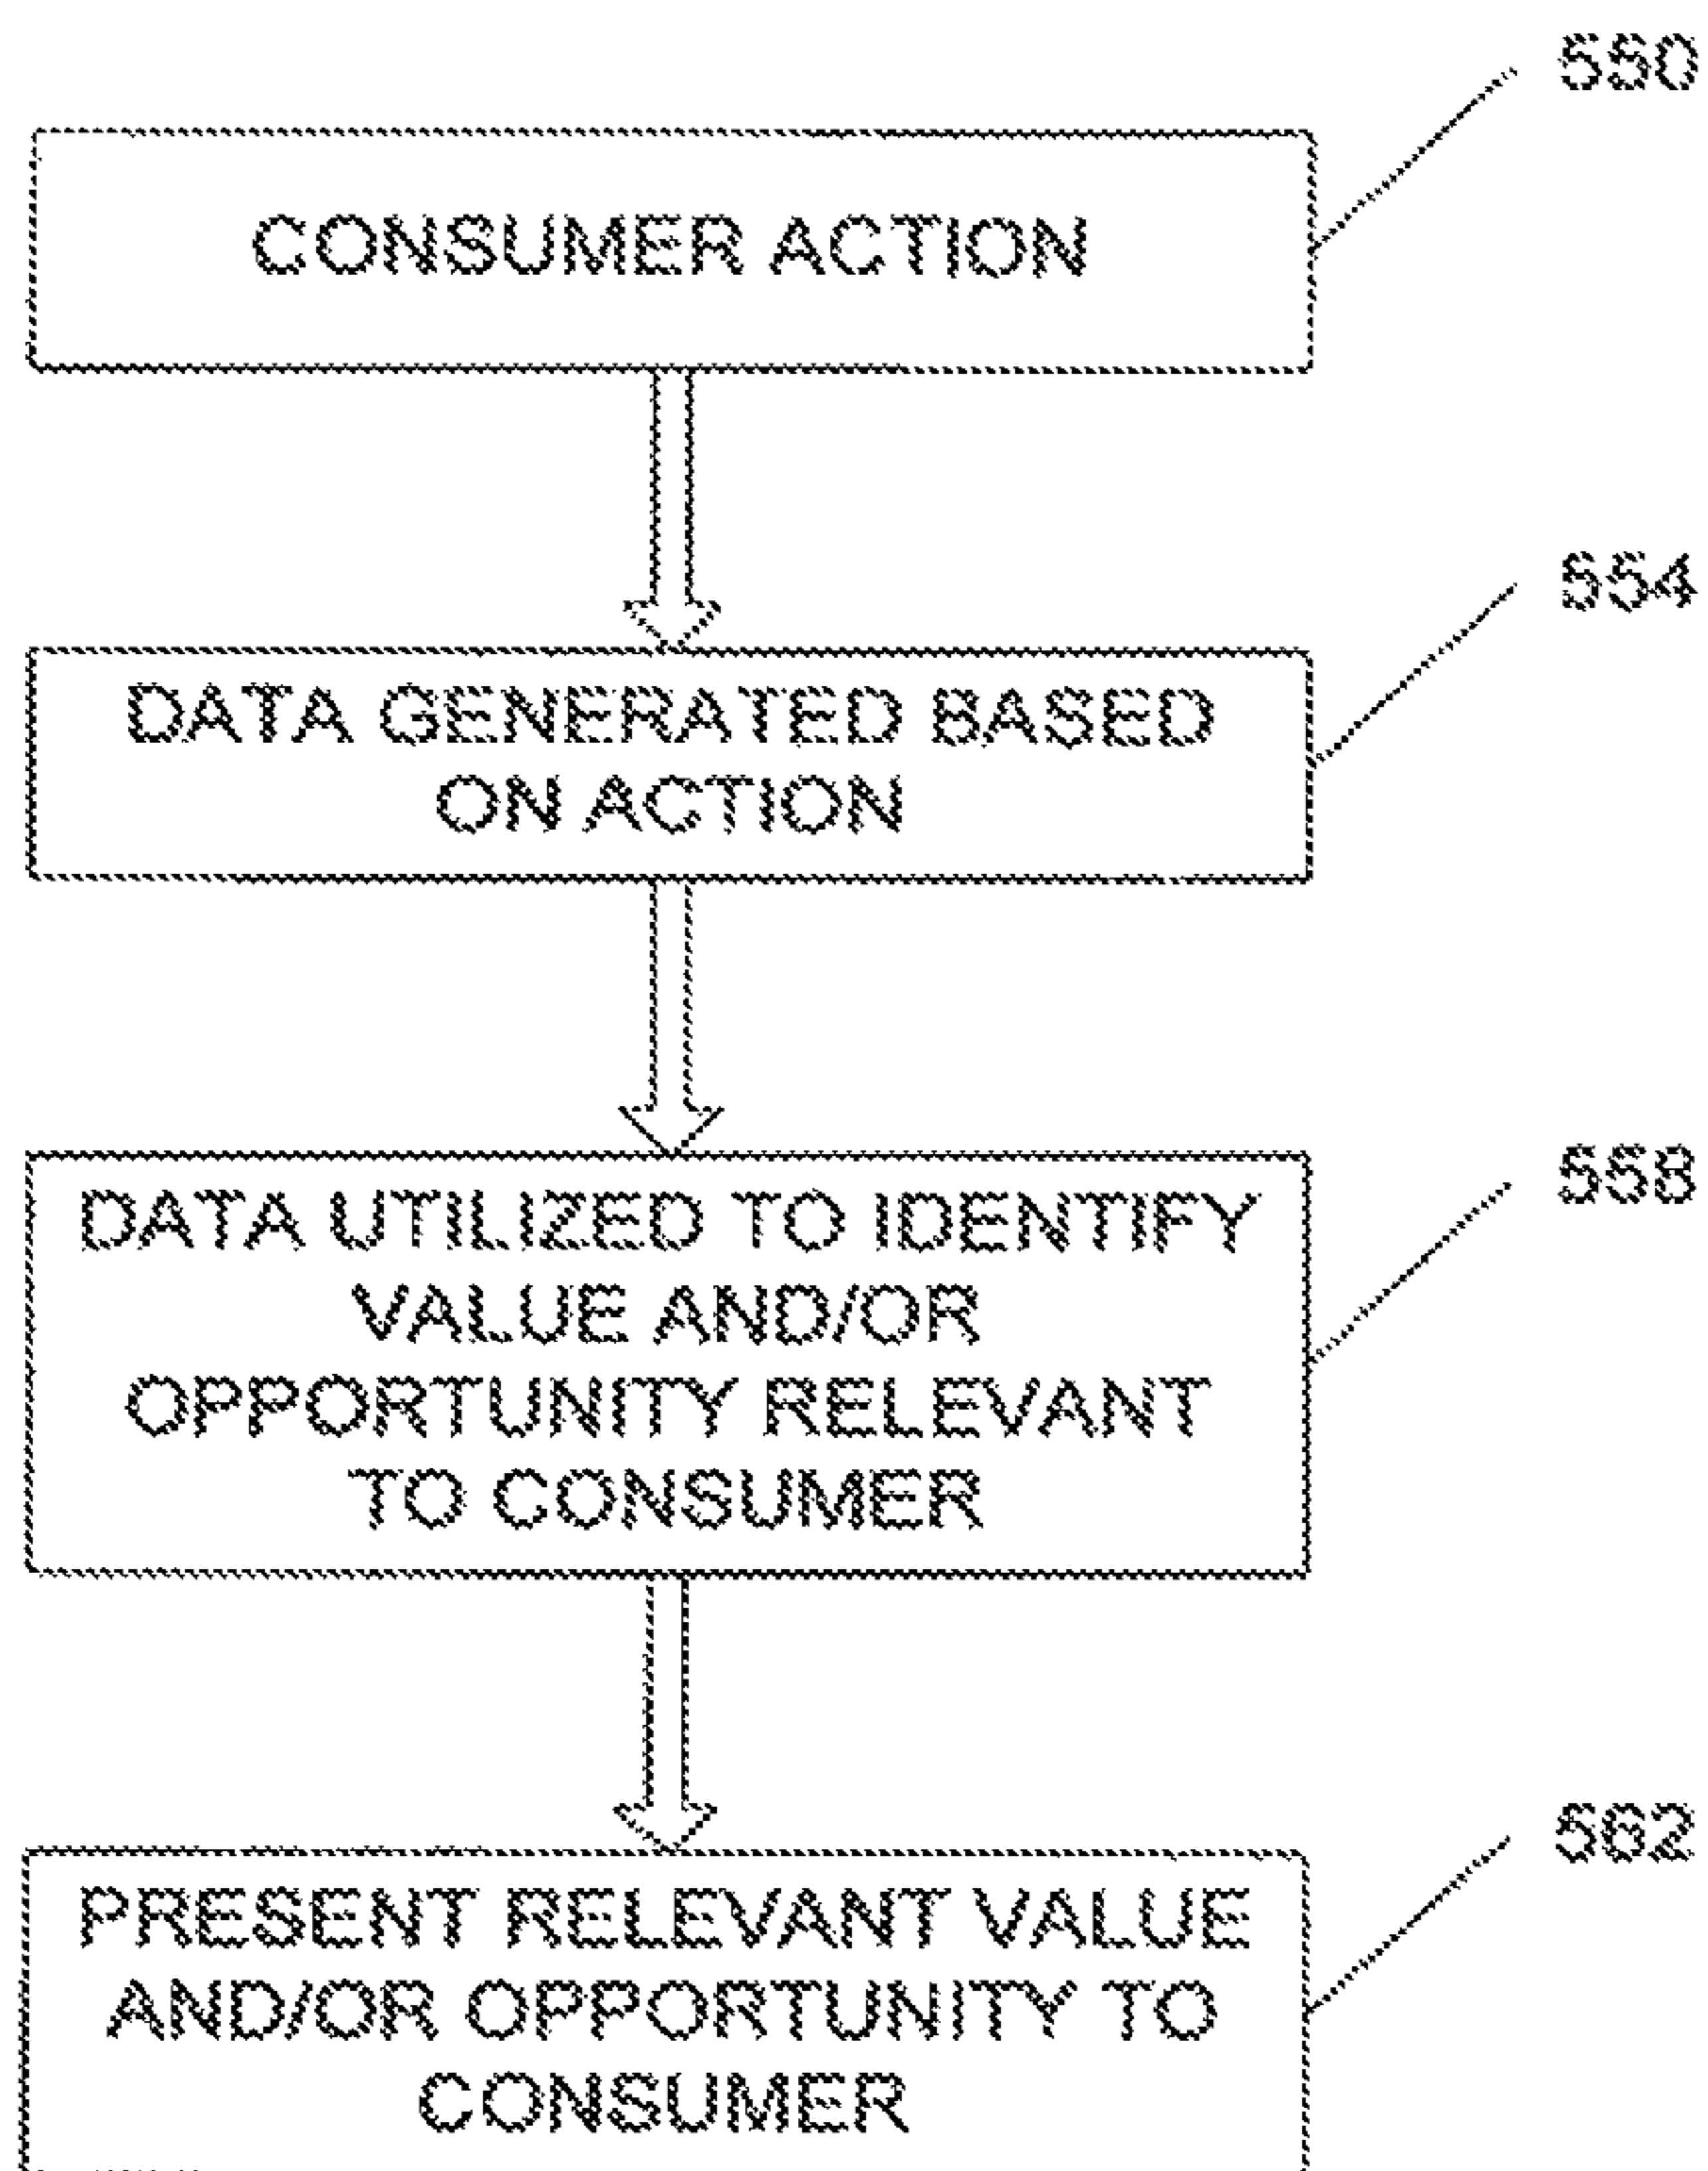 550
CONSUMER ACTION
554
DATA GENERATED BASED
ON ACTION
558
DATA UTILIZED TO IDENTIFY
VALUE AND/OR
OPPORTUNITY RELEVANT
TO CONSUMER
562
PRESENT RELEVANT VALUE
AND/OR OPPORTUNITY TO
CONSUMER